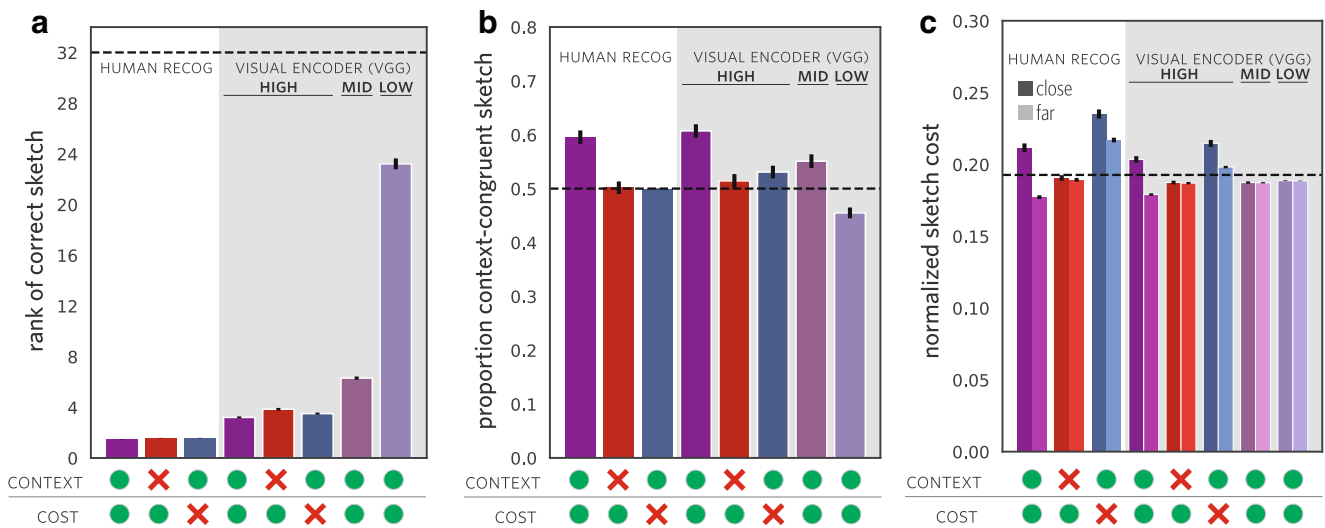 a
rank of correct sketch
32
28
24
20
16
12
8
4
0
HUMAN RECOG
VISUAL ENCODER (VGG)
HIGH
MID
LOW
CONTEXT
COST
b
proportion context-congruent sketch
0.8
0.7
0.6
0.5
0.4
0.3
0.2
0.1
0.0
HUMAN RECOG
VISUAL ENCODER (VGG)
HIGH
MID
LOW
CONTEXT
COST
c
normalized sketch cost
0.30
0.25
0.20
0.15
0.10
0.05
0.00
HUMAN RECOG
VISUAL ENCODER (VGG)
HIGH
MID
LOW
close
far
CONTEXT
COST